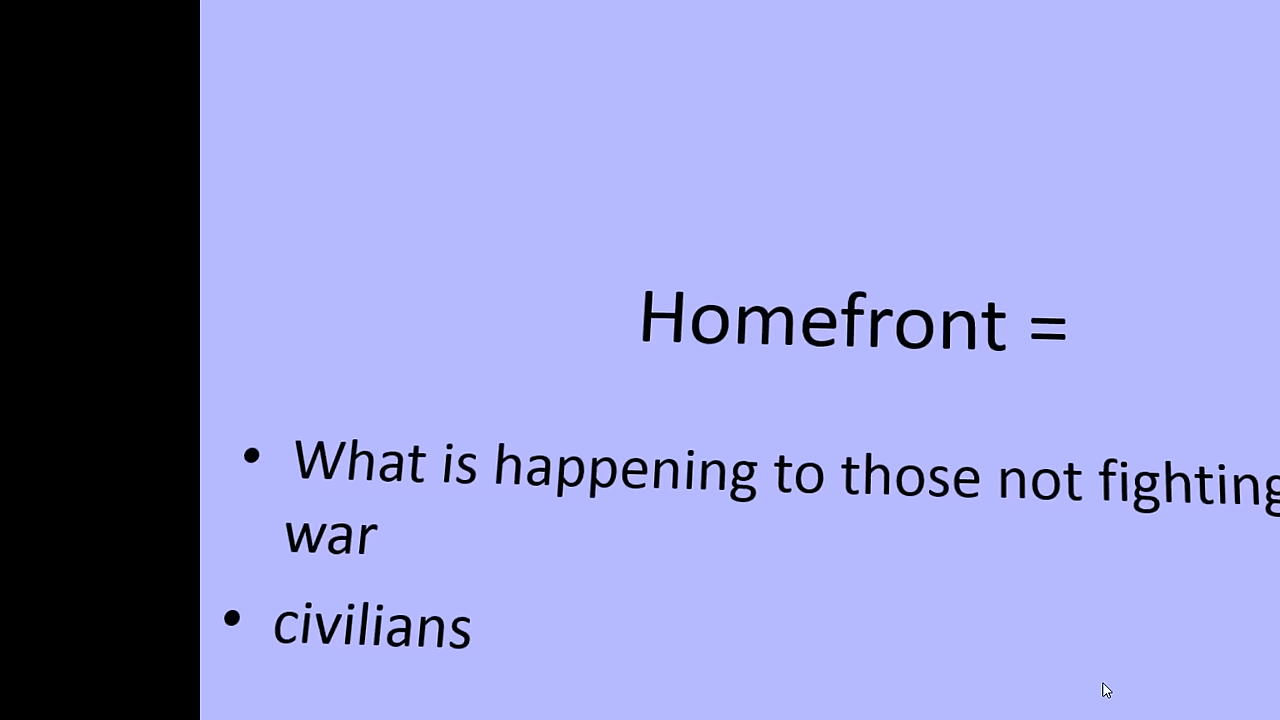 Homefront =
• What is happening to those not fighting
war
• civilians